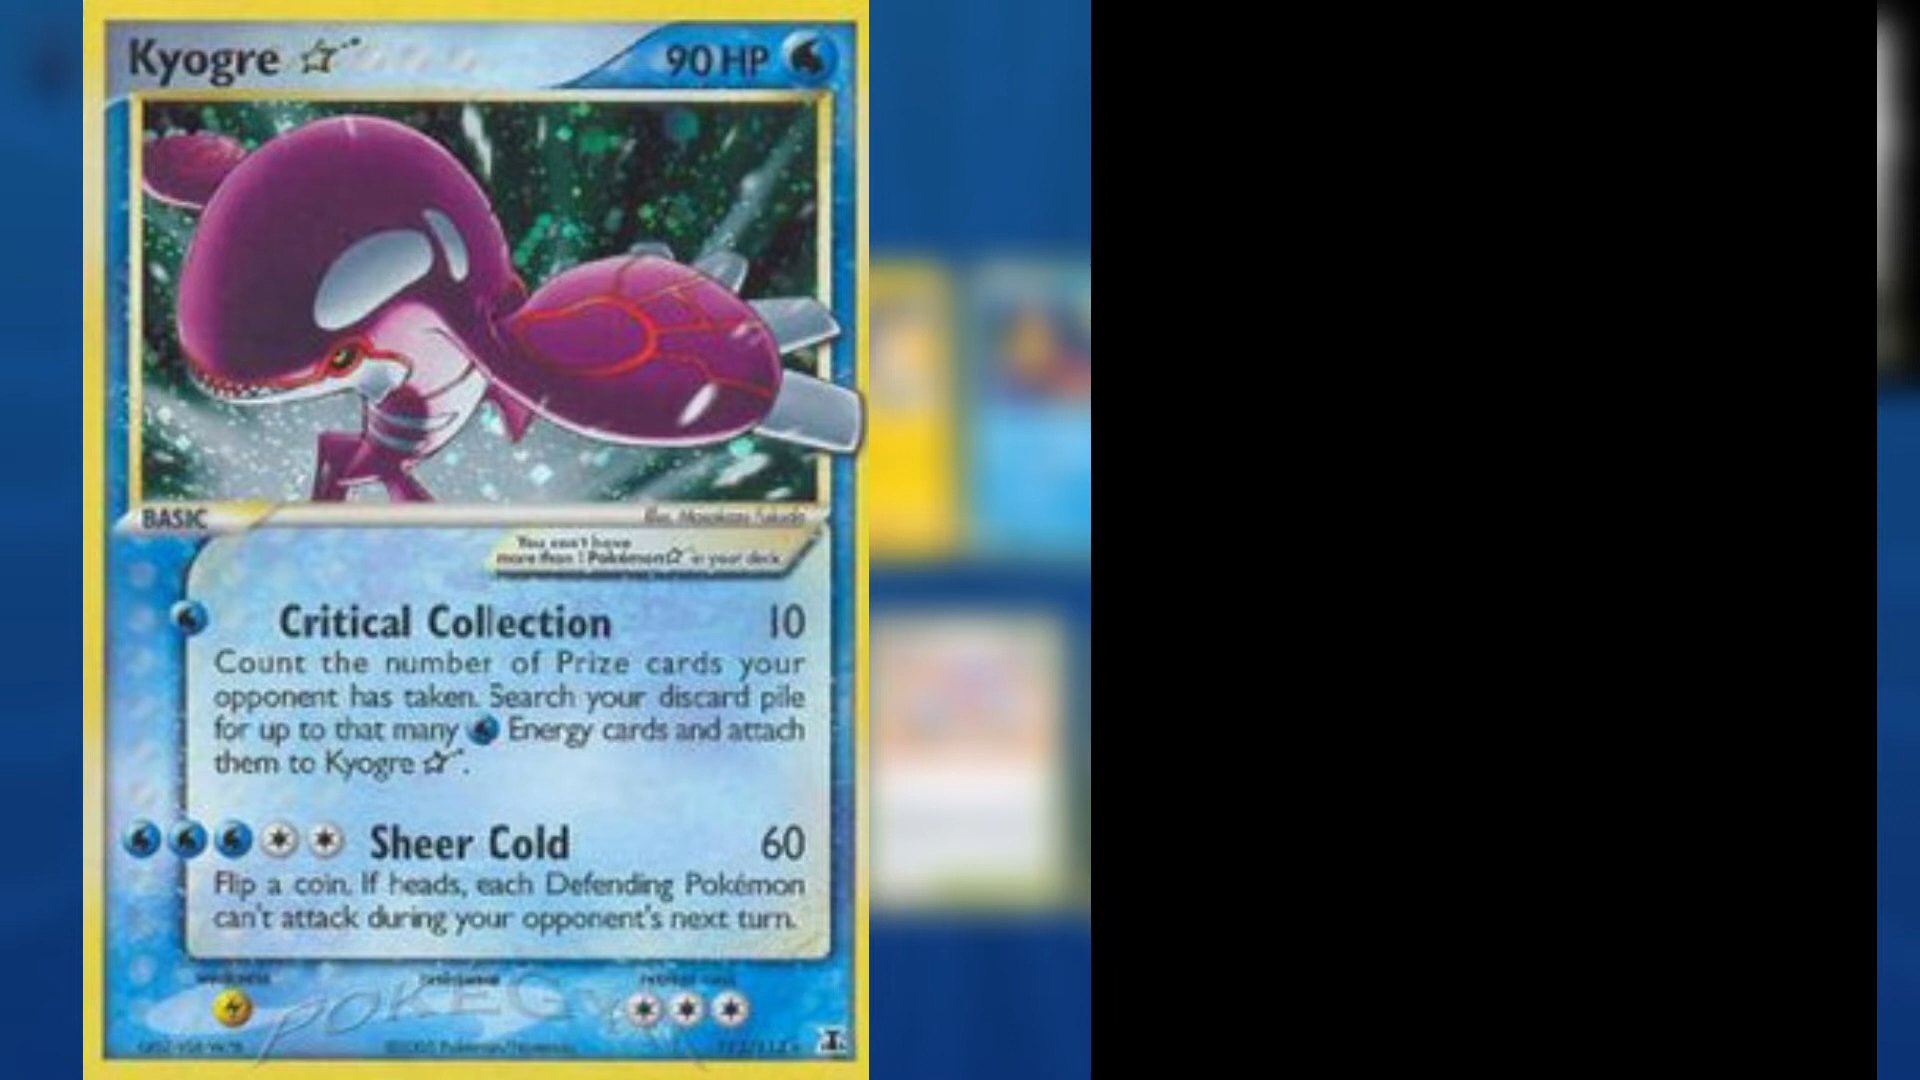 Kyogre
90 HP
BASIC
Illus. Masakazu Fukuda
You can't have
more than 1 Pokémon☆ in your deck.
Critical Collection 10
Count the number of Prize cards your
opponent has taken. Search your discard pile
for up to that many Energy cards and attach
them to Kyogre ☆.
Sheer Cold 60
Flip a coin. If heads, each Defending Pokémon
can't attack during your opponent's next turn.